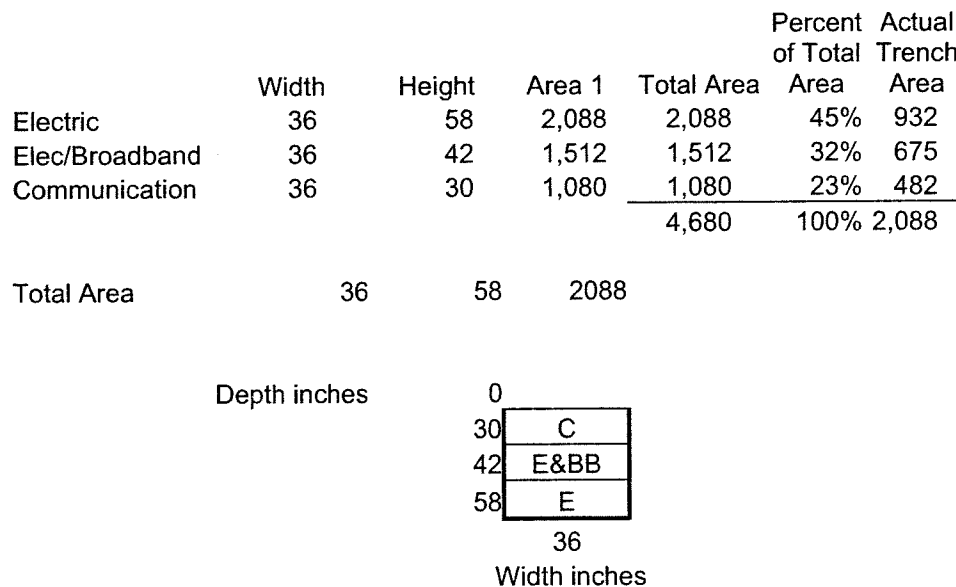 Percent Actual
of Total Trench
Width Height Area 1 Total Area Area Area
Electric 36 58 2,088 2,088 45% 932
Elec/Broadband 36 42 1,512 1,512 32% 675
Communication 36 30 1,080 1,080 23% 482
4,680 100% 2,088
Total Area 36 58 2088
Depth inches 0
30 C
42 E&BB
58 E
36
Width inches